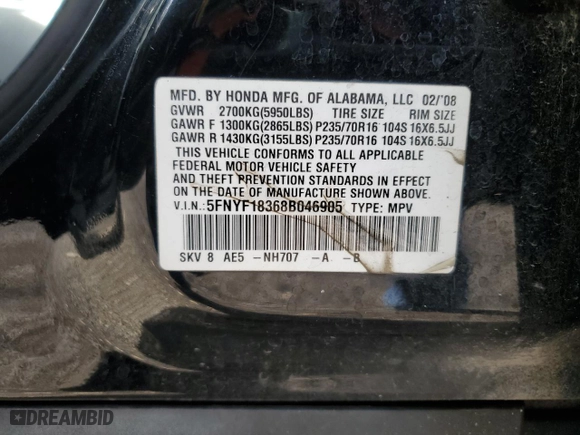 MFD. BY HONDA MFG. OF ALABAMA, LLC 02/'08
GVWR 2700KG(5950LBS) TIRE SIZE RIM SIZE
GAWR F 1300KG(2865LBS) P235/70R16 104S 16X6.5JJ
GAWR R 1430KG(3155LBS) P235/70R16 104S 16X6.5JJ
THIS VEHICLE CONFORMS TO ALL APPLICABLE
FEDERAL MOTOR VEHICLE SAFETY
AND THEFT PREVENTION STANDARDS IN EFFECT
ON THE DATE OF MANUFACTURE SHOWN ABOVE.
V.I.N.: 5FNYF18368B046905 TYPE: MPV
SKV 8 AE5 -NH707 -A -B
DREAMBID